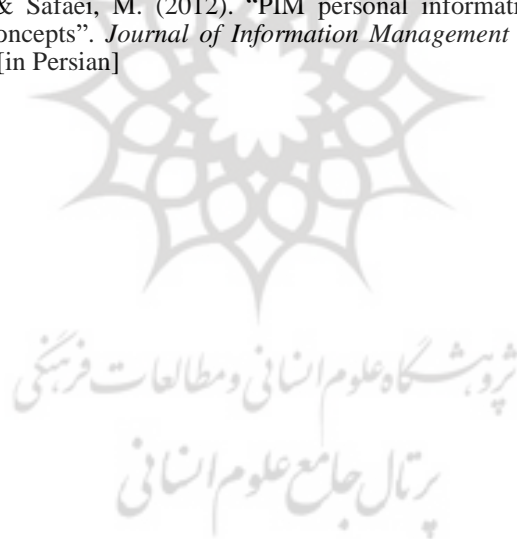 & Safaei, M. (2012). “PIM personal informati
oncepts”. Journal of Information Management
[in Persian]
پژوهشگاه علوم انسانی و مطالعات فرهنگی
پرتال جامع علوم انسانی